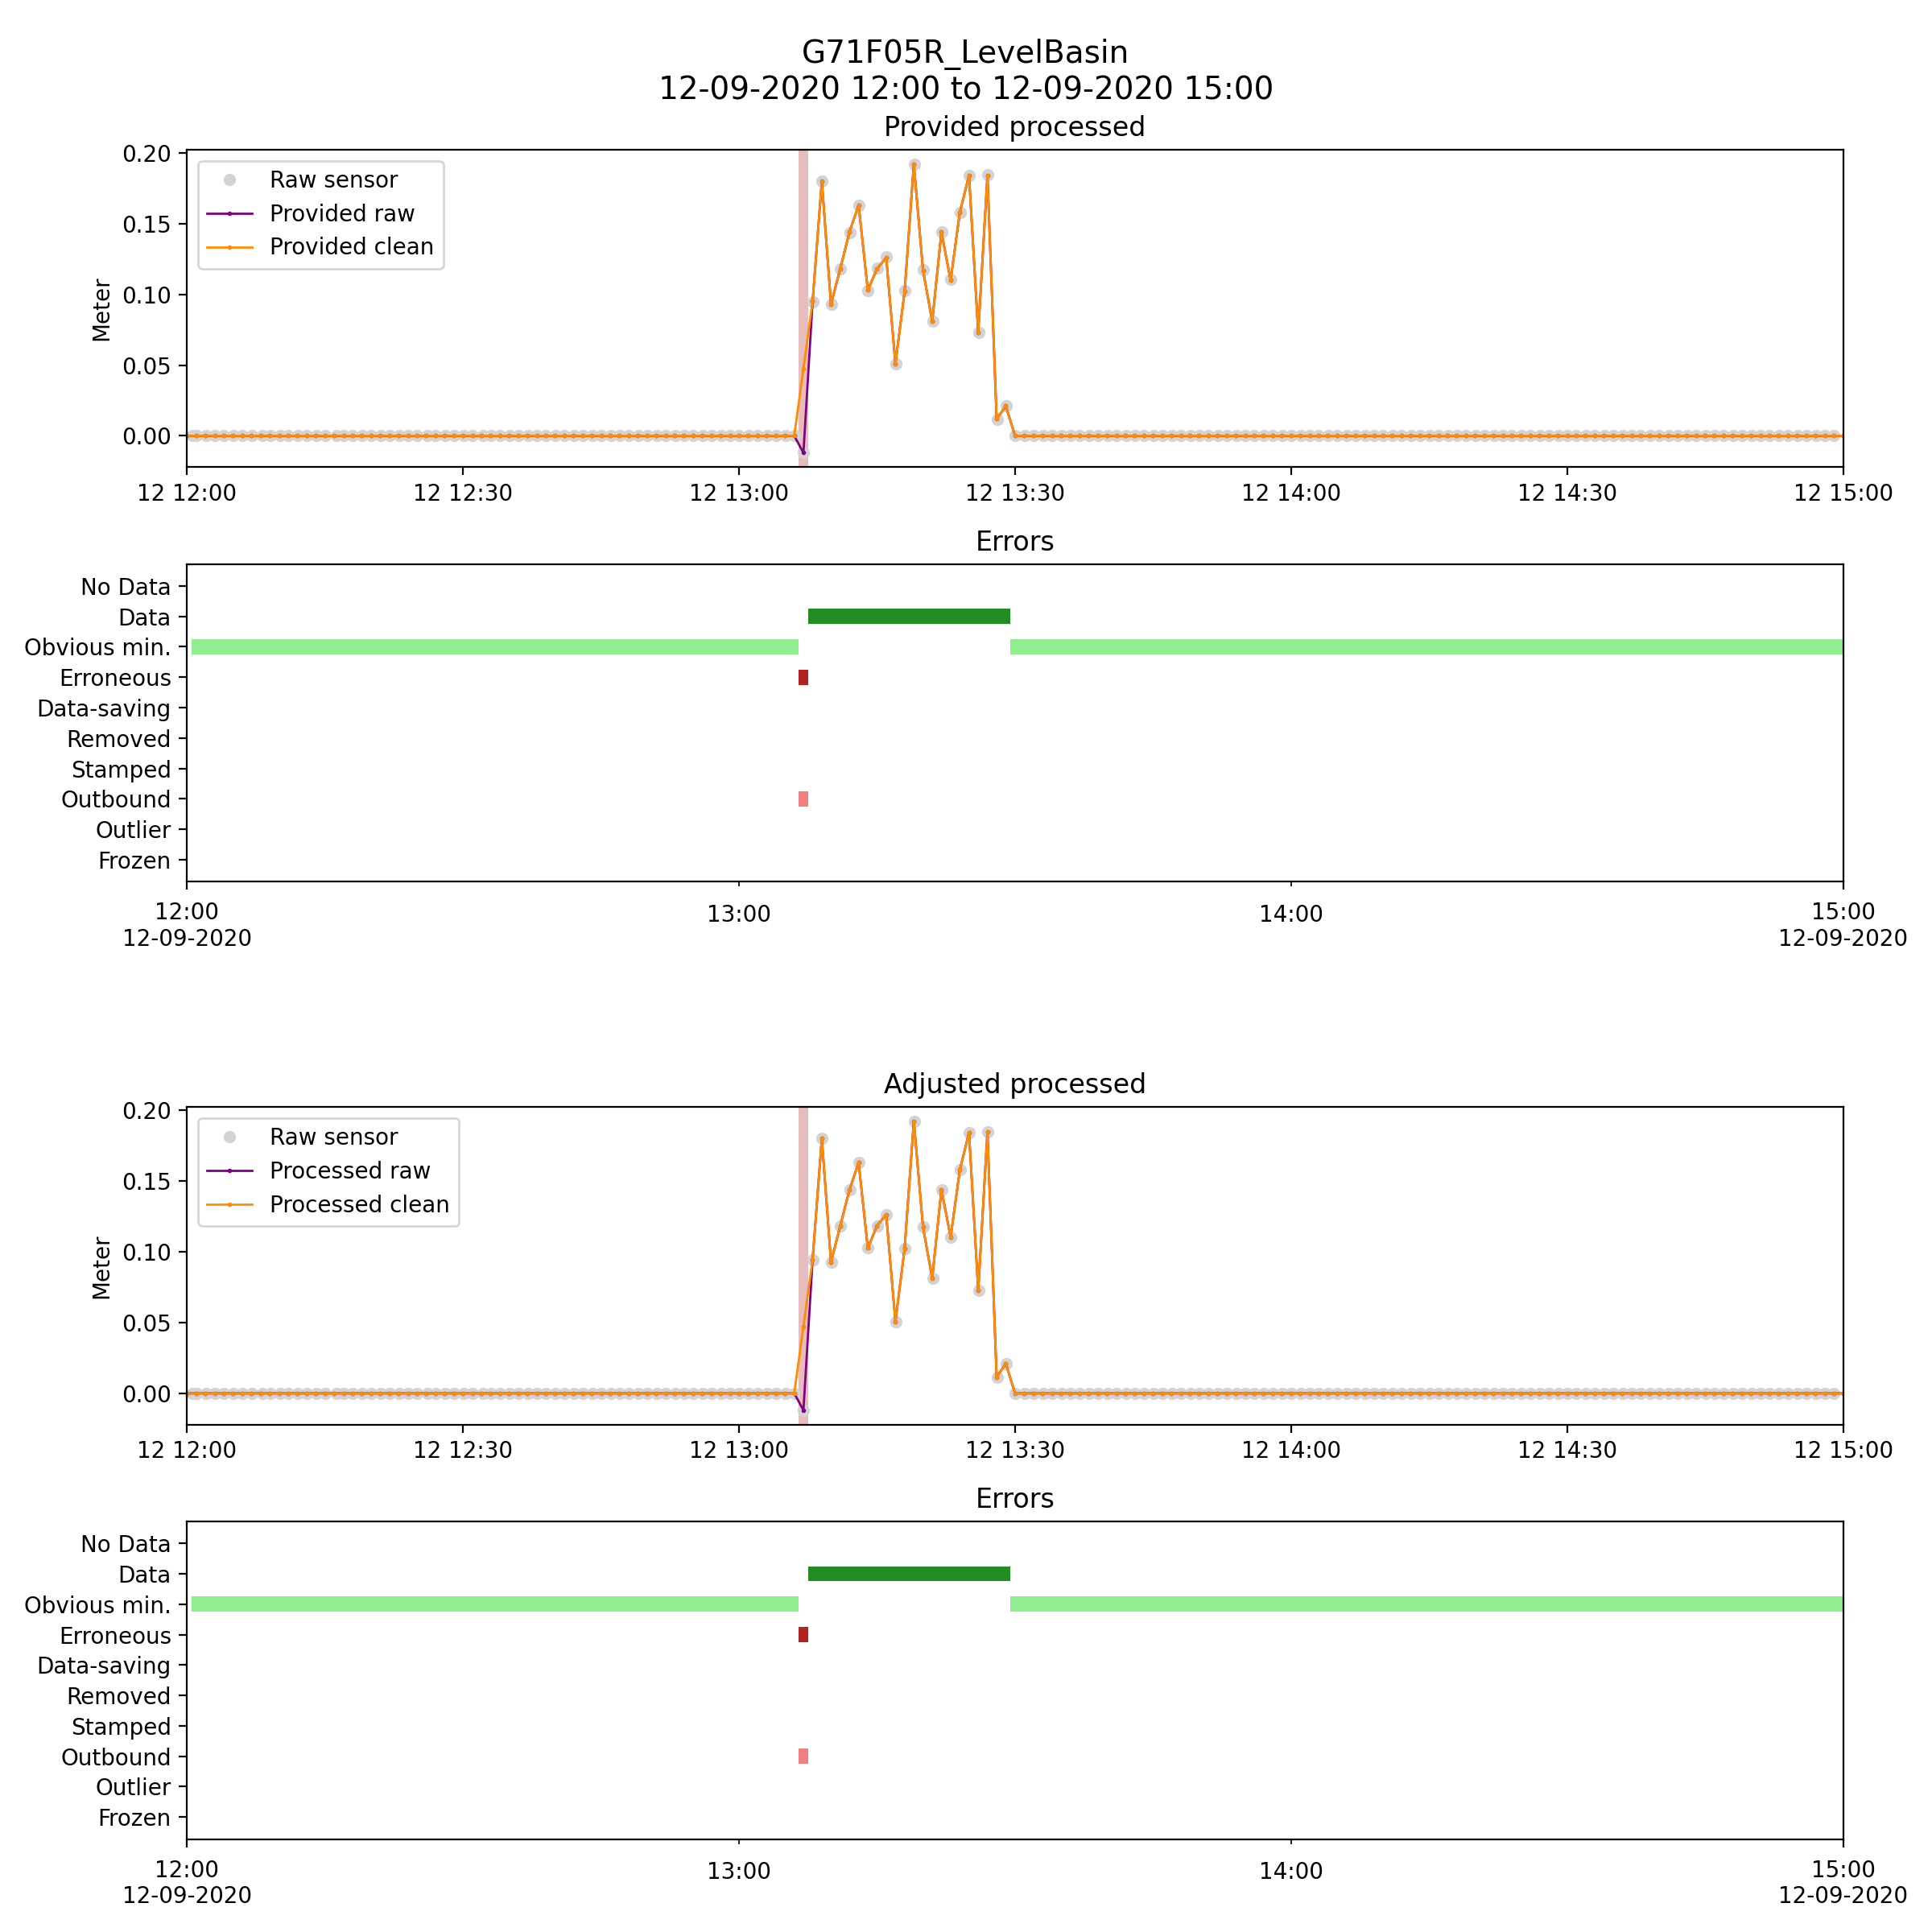 G71F05R_LevelBasin
12-09-2020 12:00 to 12-09-2020 15:00
Provided processed
Raw sensor
Provided raw
Provided clean
Meter
0.20
0.15
0.10
0.05
0.00
12 12:00 12 12:30 12 13:00 12 13:30 12 14:00 12 14:30 12 15:00
Errors
No Data
Data
Obvious min.
Erroneous
Data-saving
Removed
Stamped
Outbound
Outlier
Frozen
12:00 13:00 14:00 15:00
12-09-2020 12-09-2020
Adjusted processed
Raw sensor
Processed raw
Processed clean
Meter
0.20
0.15
0.10
0.05
0.00
12 12:00 12 12:30 12 13:00 12 13:30 12 14:00 12 14:30 12 15:00
Errors
No Data
Data
Obvious min.
Erroneous
Data-saving
Removed
Stamped
Outbound
Outlier
Frozen
12:00 13:00 14:00 15:00
12-09-2020 12-09-2020